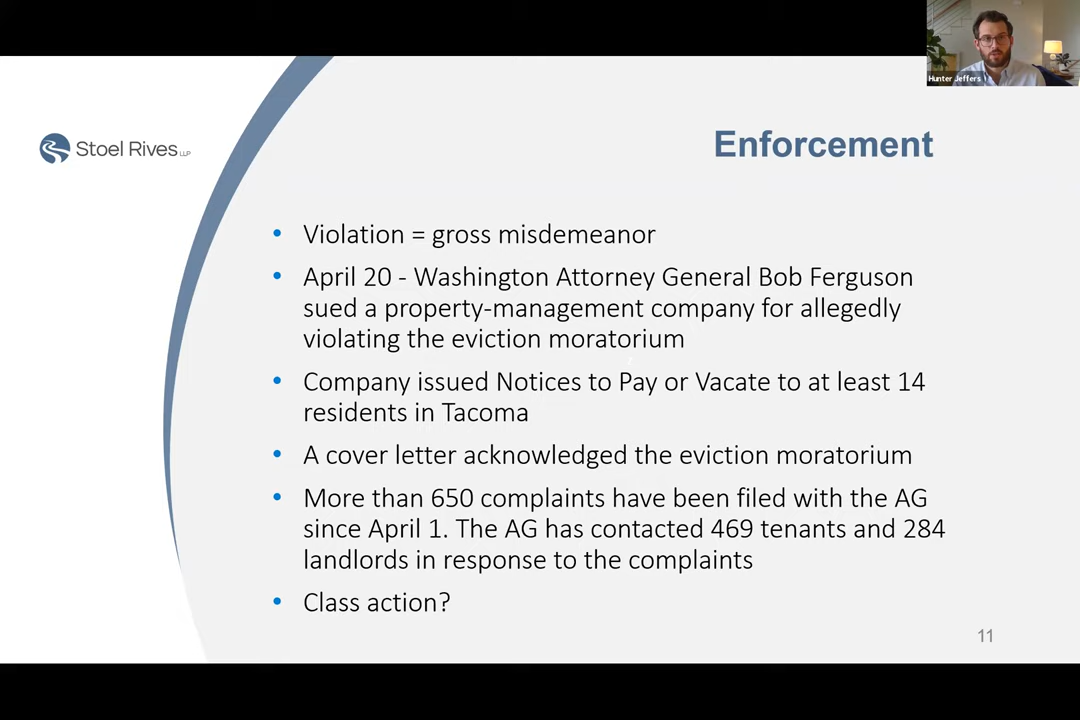 Hunter Jeffers
Stoel Rives LLP
Enforcement
• Violation = gross misdemeanor
• April 20 - Washington Attorney General Bob Ferguson
sued a property-management company for allegedly
violating the eviction moratorium
• Company issued Notices to Pay or Vacate to at least 14
residents in Tacoma
• A cover letter acknowledged the eviction moratorium
• More than 650 complaints have been filed with the AG
since April 1. The AG has contacted 469 tenants and 284
landlords in response to the complaints
• Class action?
11